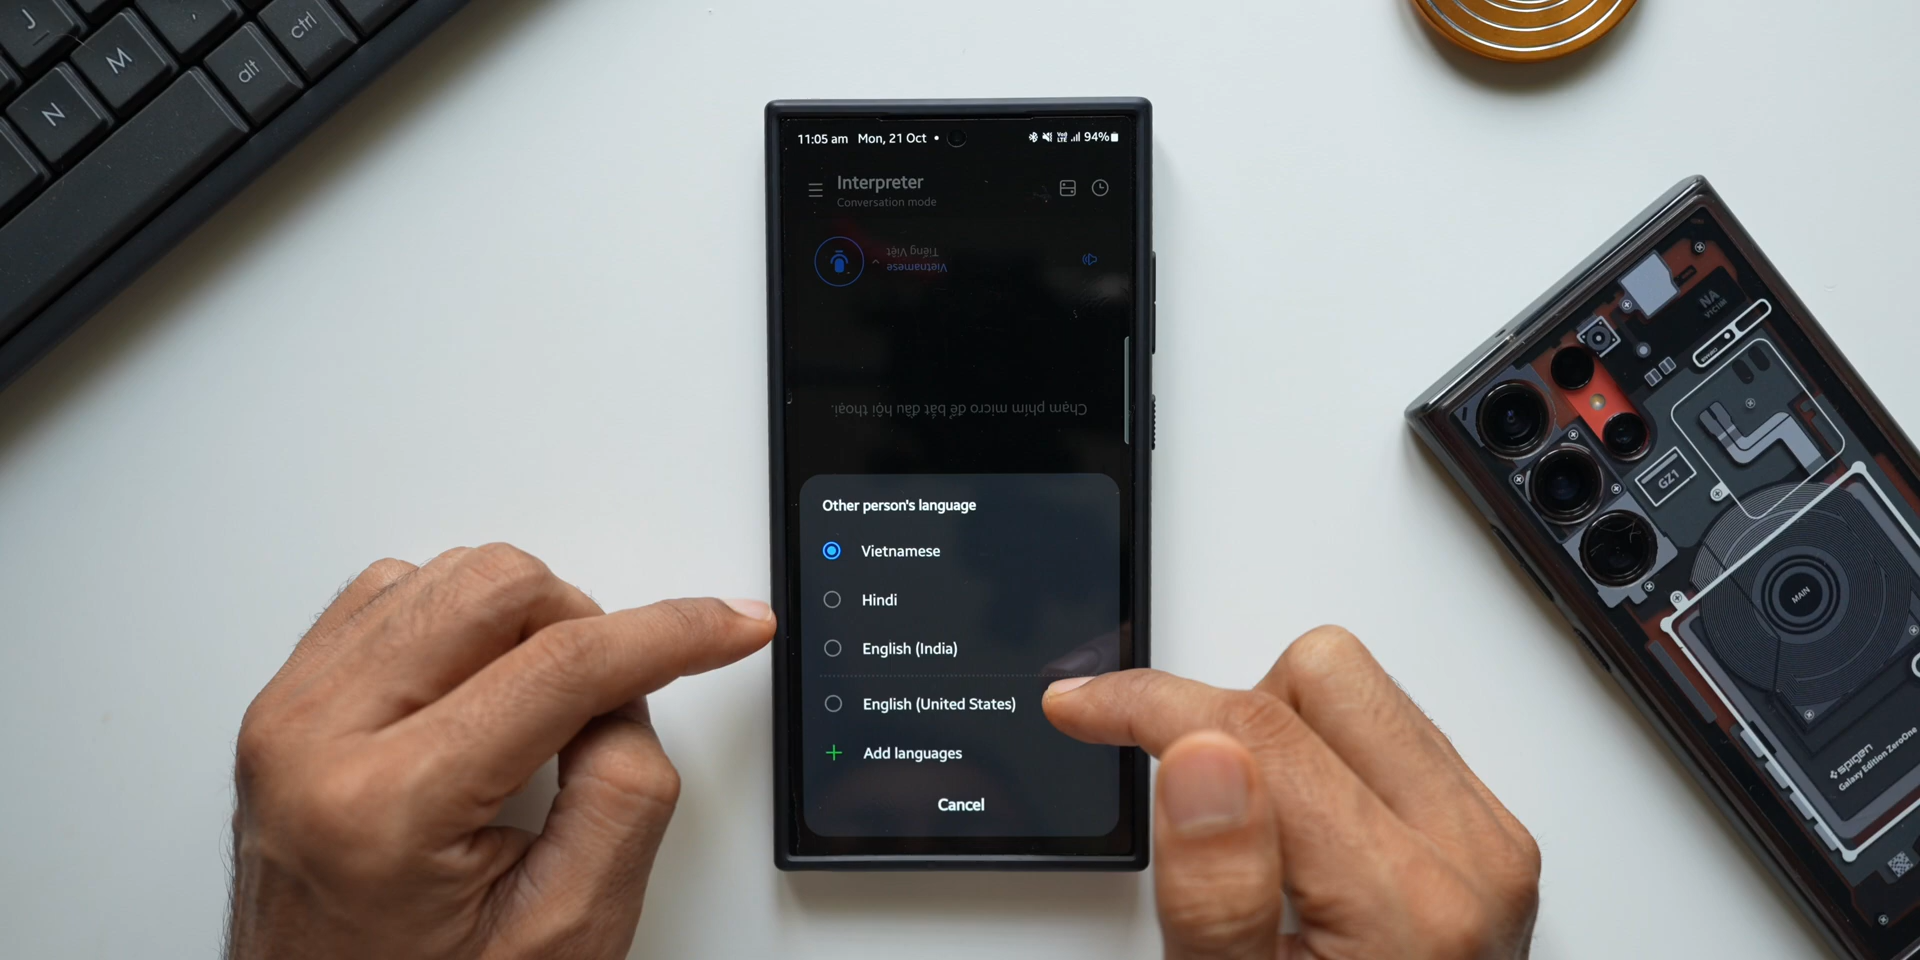 J
M
N
alt
ctrl
11:05 am Mon, 21 Oct
94%
Interpreter
Conversation mode
Tiếng Việt
Vietnamese
Chạm phím micro để bắt đầu hội thoại.
Other person's language
Vietnamese
Hindi
English (India)
English (United States)
Add languages
Cancel
NA
GZ1
MAIN
spigen
Galaxy Edition ZeroOne